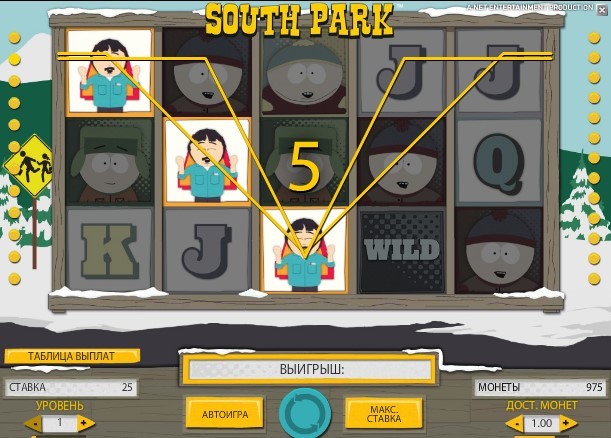 SOUTH PARK
A NET ENTERTAINMENT PRODUCTION
J J
5
Q
K J WILD
ТАБЛИЦА ВЫПЛАТ
ВЫИГРЫШ:
СТАВКА 25
МОНЕТЫ 975
УРОВЕНЬ
АВТОИГРА
МАКС.
СТАВКА
ДОСТ. МОНЕТ
1
1.00